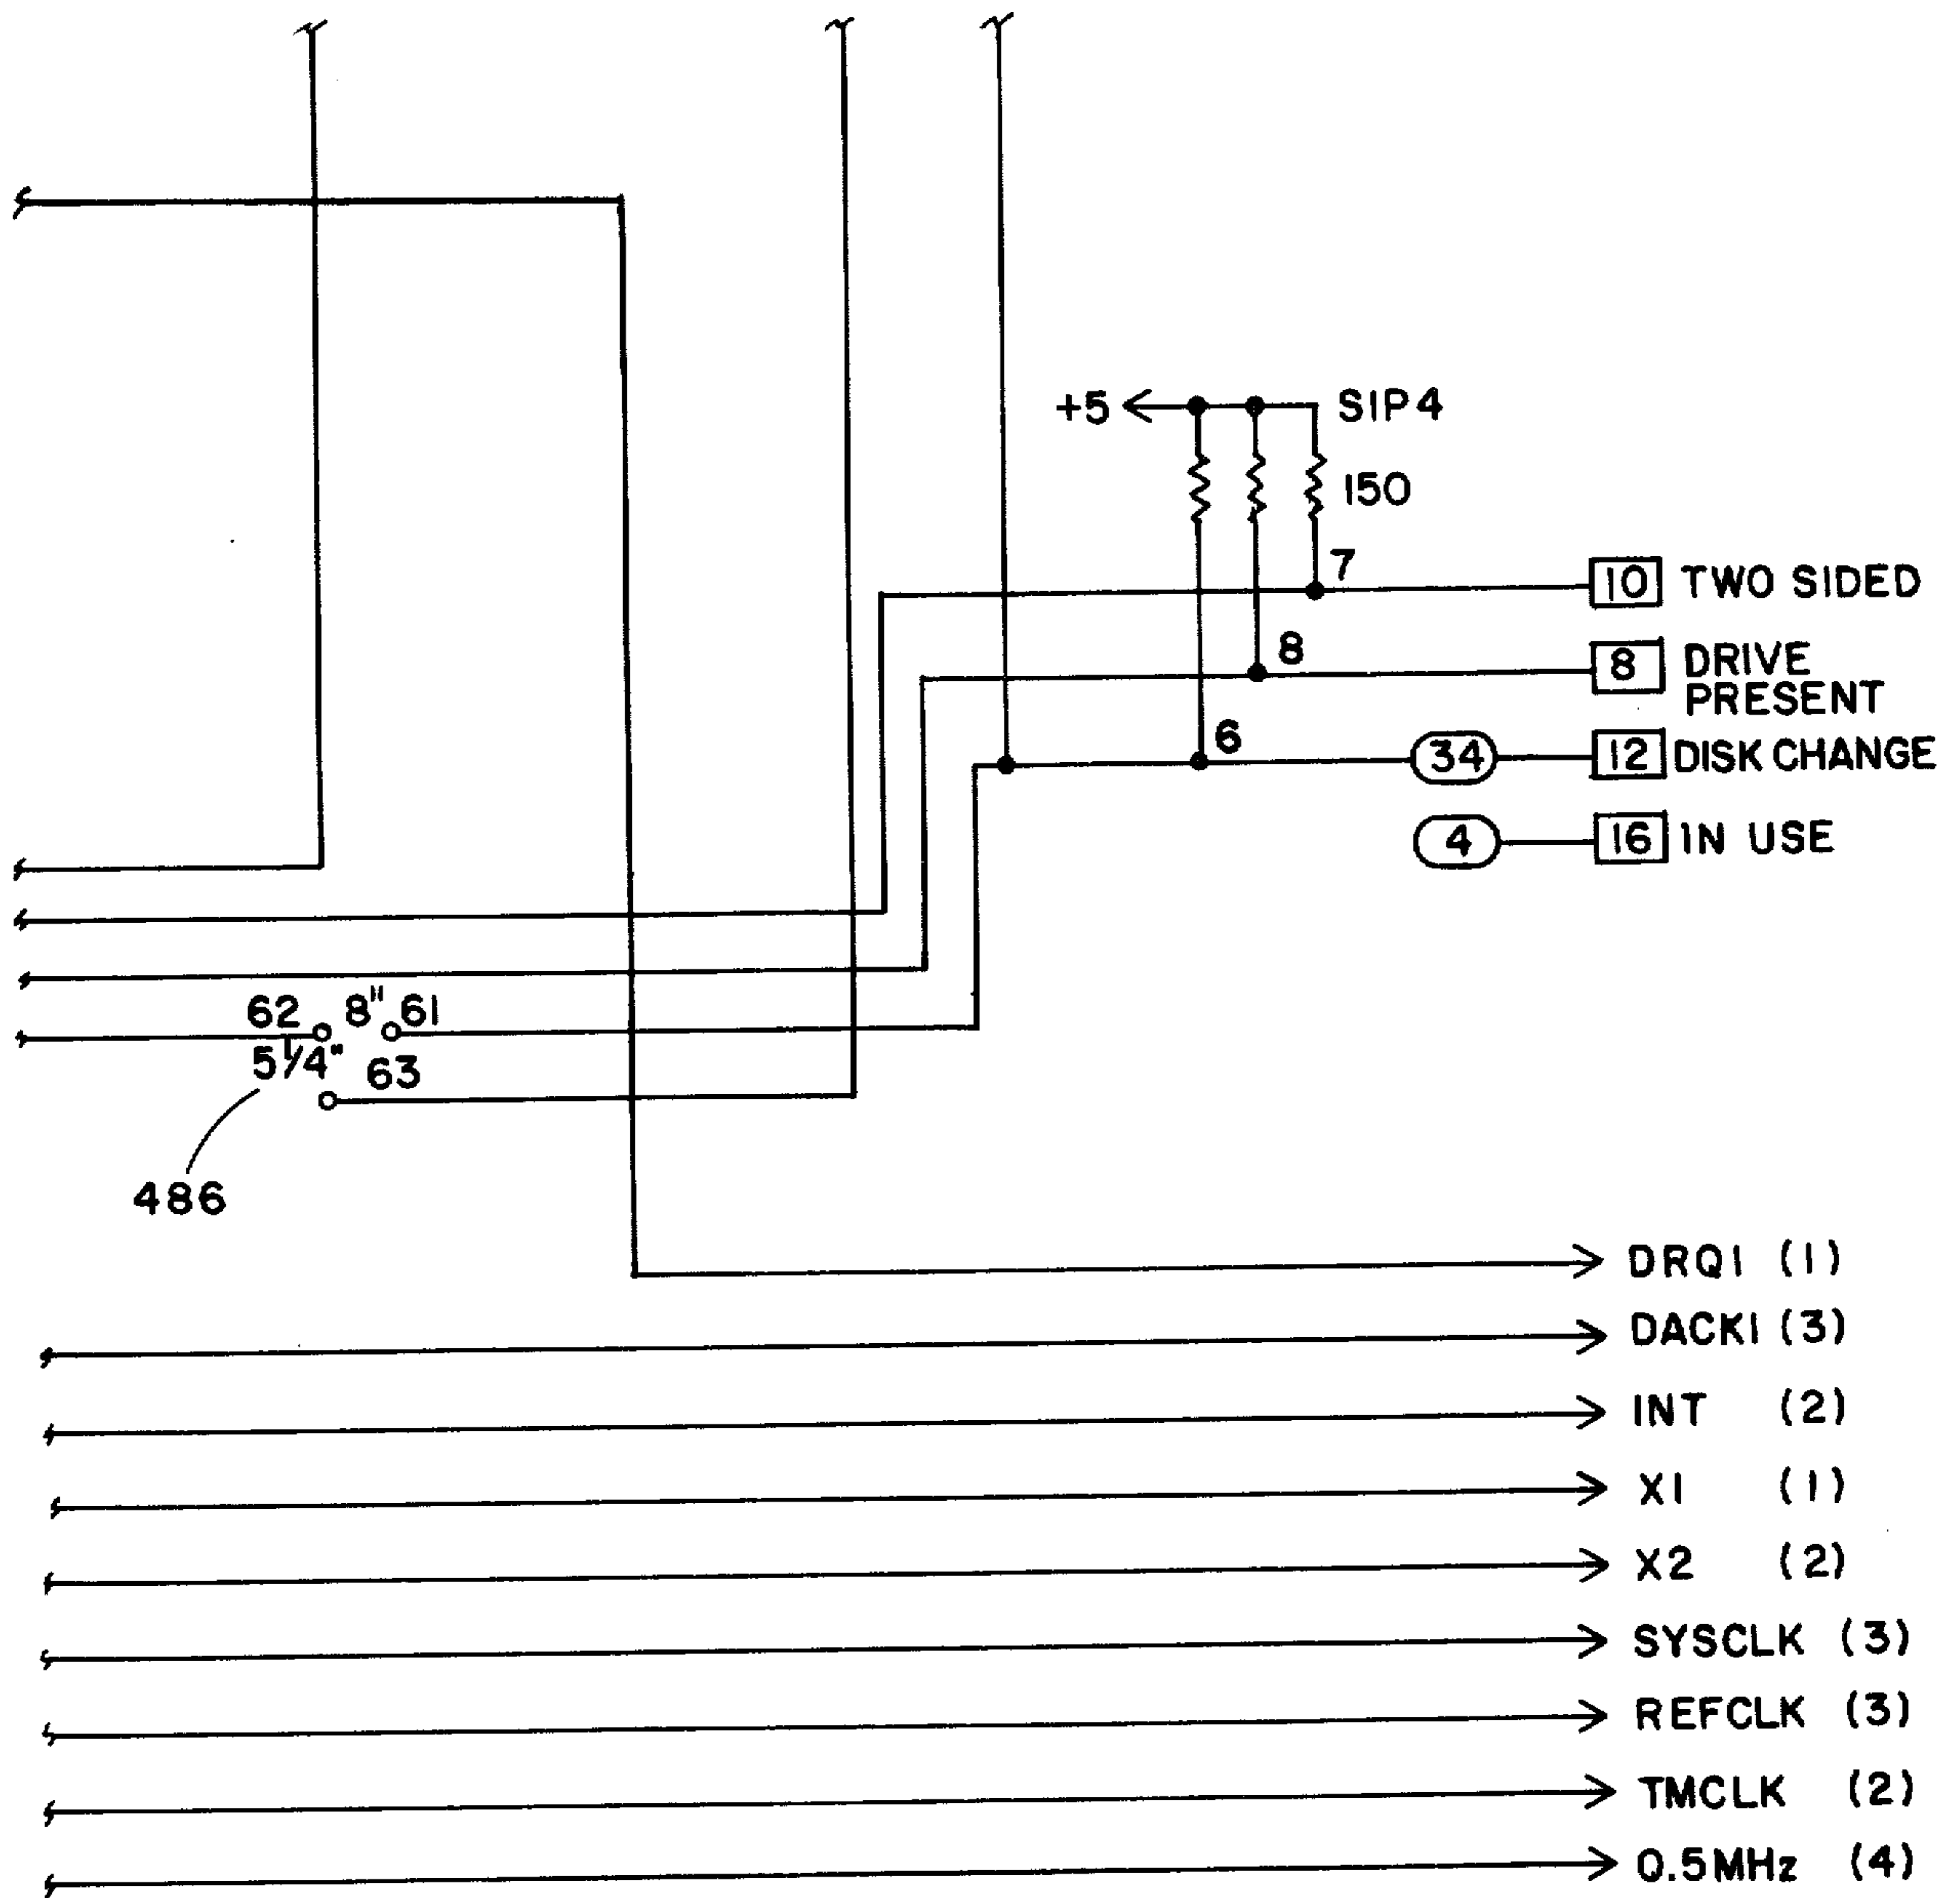 +5 SIP4
150
7
10 TWO SIDED
8
8 DRIVE
PRESENT
6
34 12 DISK CHANGE
4 16 IN USE
62 8" 61
5 1/4" 63
486
DRQ1 (1)
DACK1 (3)
INT (2)
X1 (1)
X2 (2)
SYSCLK (3)
REFCLK (3)
TMCLK (2)
0.5MHz (4)